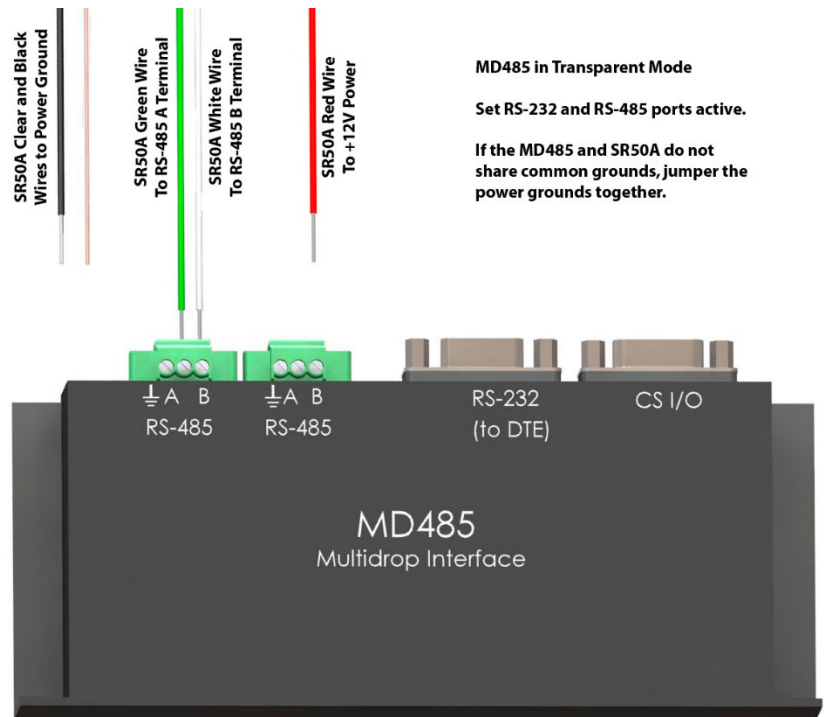 SR50A Clear and Black
Wires to Power Ground
SR50A Green Wire
To RS-485 A Terminal
SR50A White Wire
To RS-485 B Terminal
SR50A Red Wire
To +12V Power
MD485 in Transparent Mode
Set RS-232 and RS-485 ports active.
If the MD485 and SR50A do not
share common grounds, jumper the
power grounds together.
A B
RS-485
A B
RS-485
RS-232
(to DTE)
CS I/O
MD485
Multidrop Interface